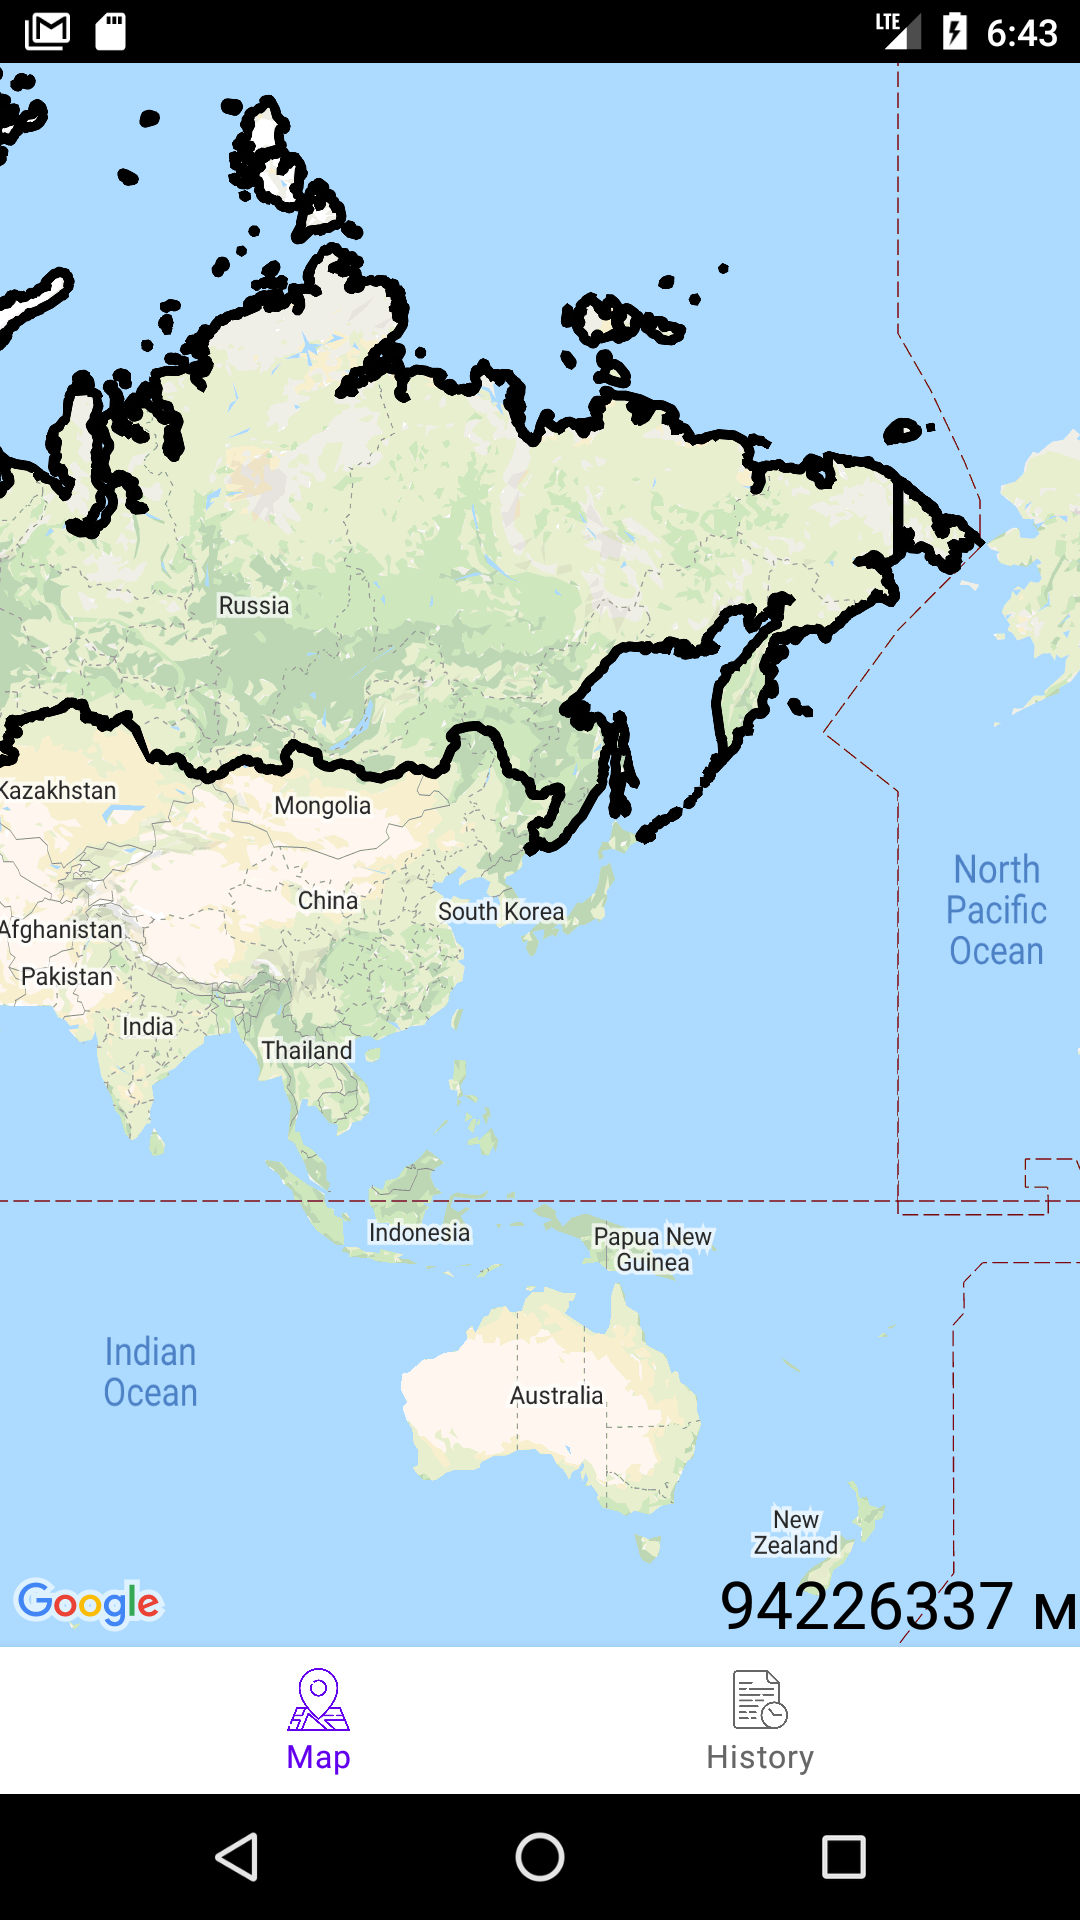 LTE 6:43
Russia
Kazakhstan
Mongolia
China
South Korea
North
Pacific
Ocean
Afghanistan
Pakistan
India
Thailand
Indonesia
Papua New
Guinea
Indian
Ocean
Australia
New
Zealand
Google
94226337 м
Map
History